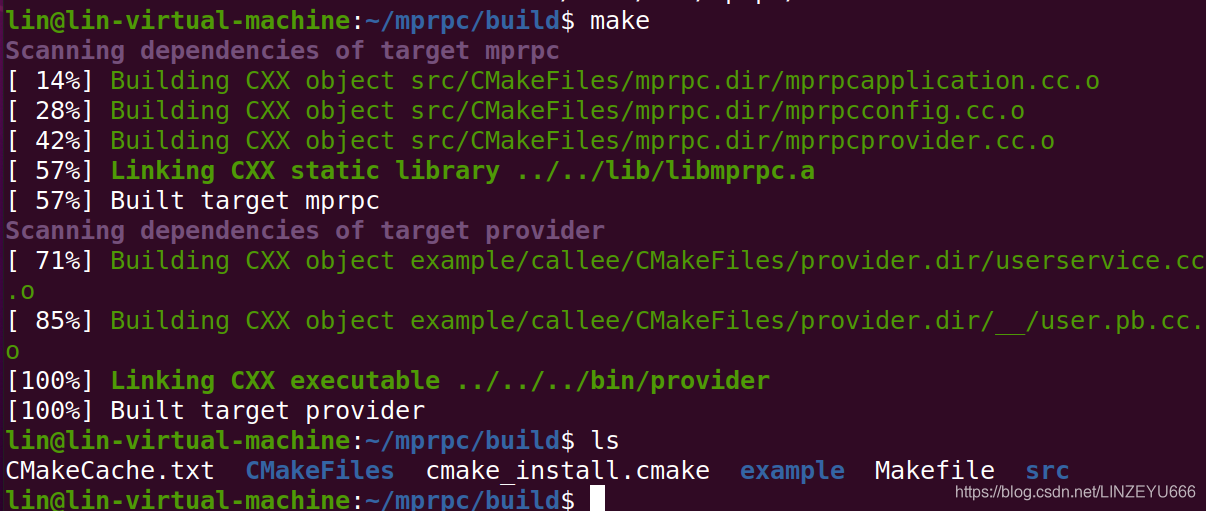 lin@lin-virtual-machine:~/mprpc/build$ make
Scanning dependencies of target mprpc
[ 14%] Building CXX object src/CMakeFiles/mprpc.dir/mprpcapplication.cc.o
[ 28%] Building CXX object src/CMakeFiles/mprpc.dir/mprpcconfig.cc.o
[ 42%] Building CXX object src/CMakeFiles/mprpc.dir/mprpcprovider.cc.o
[ 57%] Linking CXX static library ../../lib/libmprpc.a
[ 57%] Built target mprpc
Scanning dependencies of target provider
[ 71%] Building CXX object example/callee/CMakeFiles/provider.dir/userservice.cc
.o
[ 85%] Building CXX object example/callee/CMakeFiles/provider.dir/__/user.pb.cc.
o
[100%] Linking CXX executable ../../../bin/provider
[100%] Built target provider
lin@lin-virtual-machine:~/mprpc/build$ ls
CMakeCache.txt  CMakeFiles  cmake_install.cmake  example  Makefile  src
lin@lin-virtual-machine:~/mprpc/build$
https://blog.csdn.net/LINZEYU666